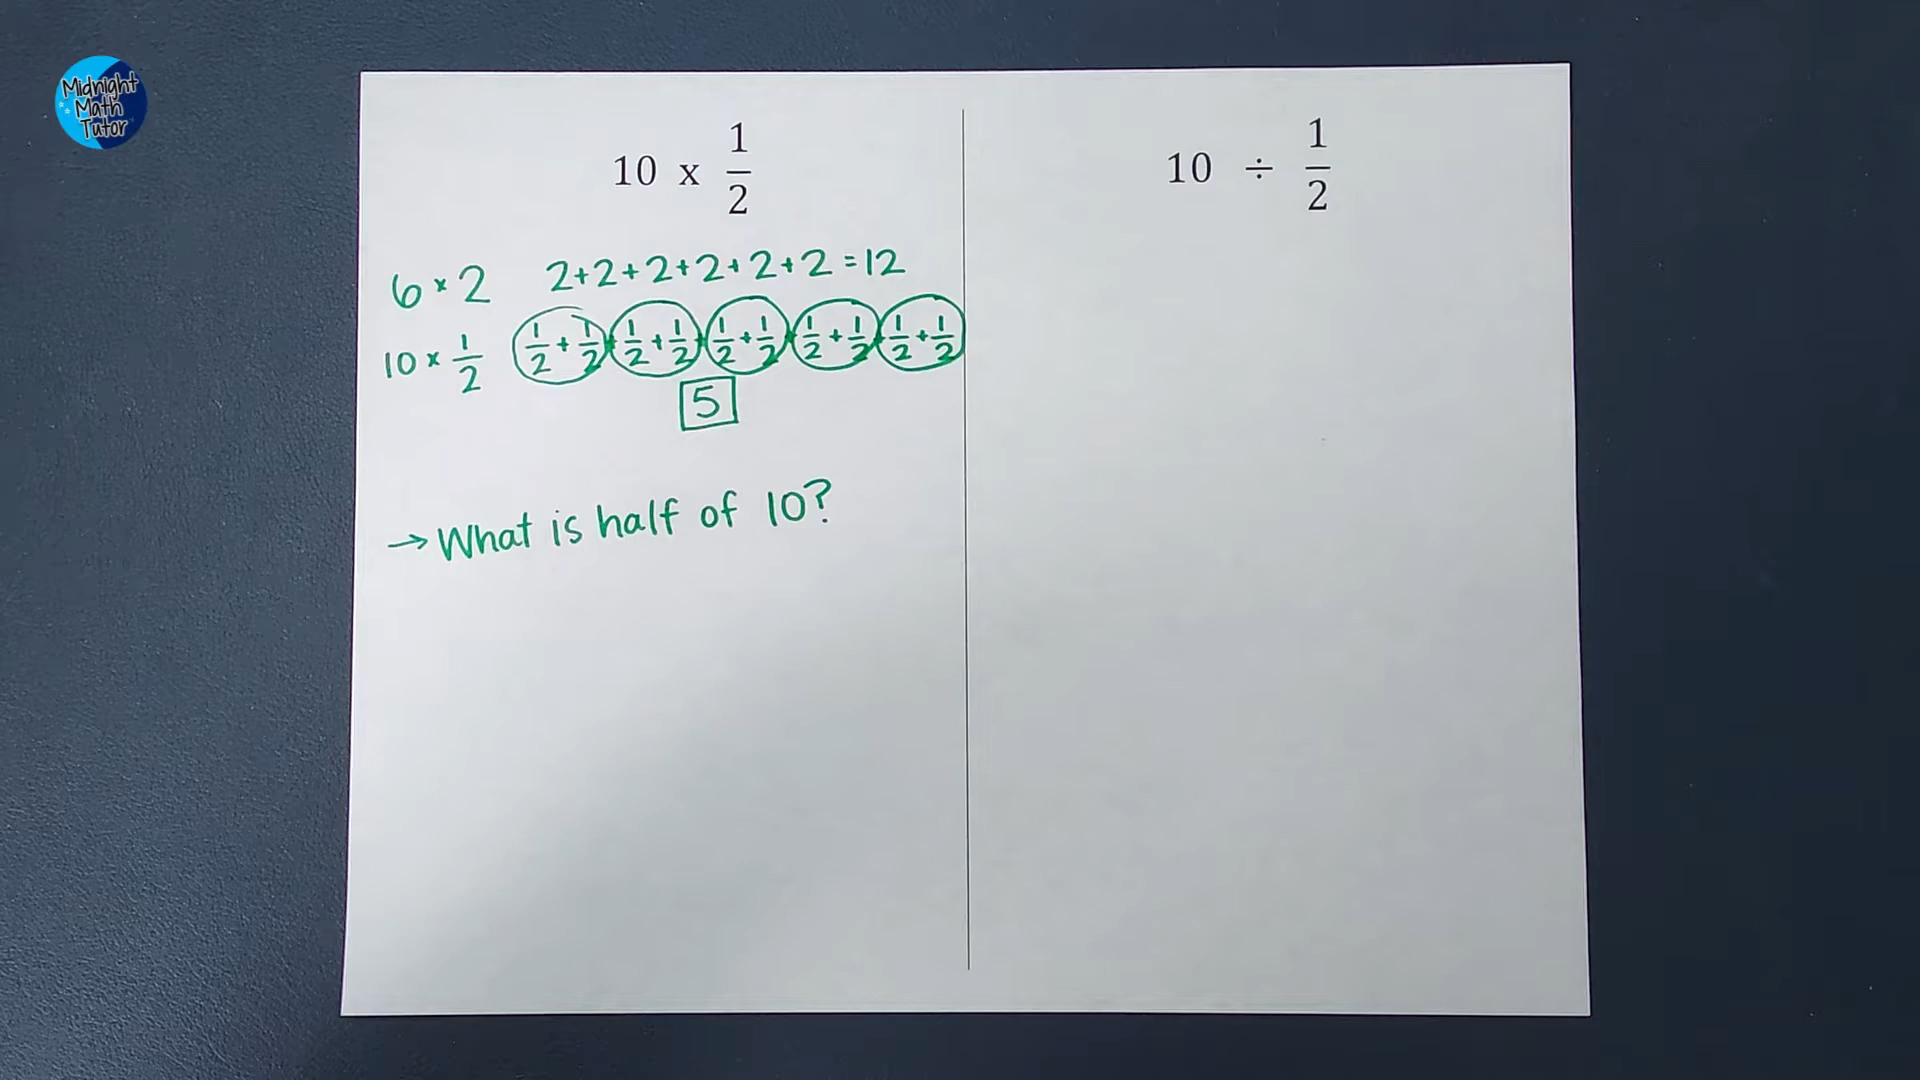 Midnight
Math
Tutor
10 x 1/2
6 × 2 2+2+2+2+2+2=12
10 × 1/2 1/2+1/2+1/2+1/2+1/2+1/2+1/2+1/2+1/2+1/2
5
→ What is half of 10?
10 ÷ 1/2